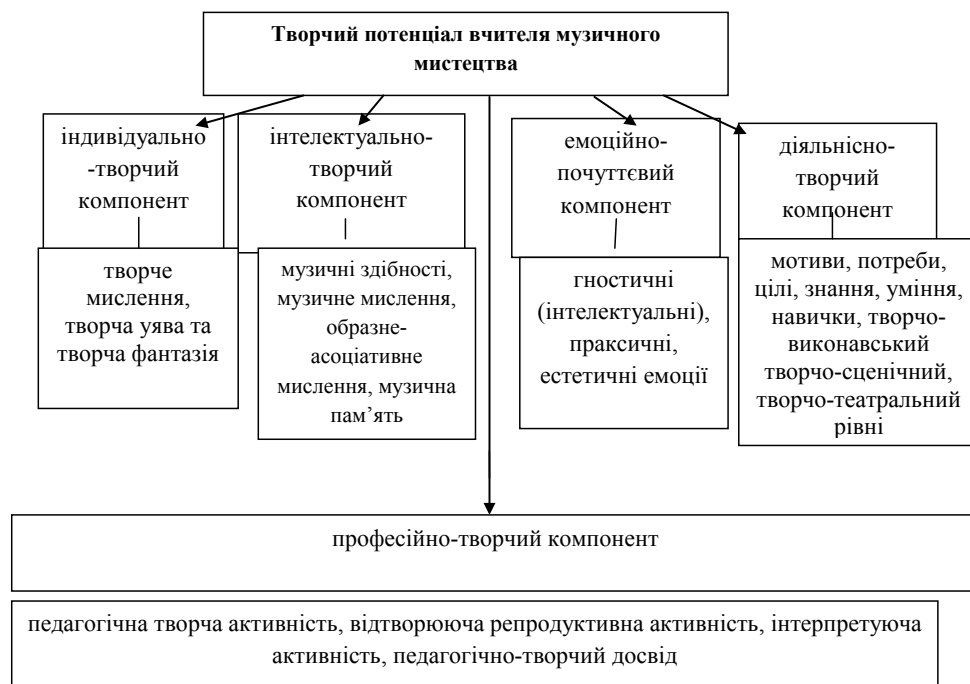 Творчий потенціал вчителя музичного
мистецтва
індивідуально
-творчий
компонент
інтелектуально-
творчий
компонент
емоційно-
почуттєвий
компонент
діяльнісно-
творчий
компонент
творче
мислення,
творча уява та
творча фантазія
музичні здібності,
музичне мислення,
образне-
асоціативне
мислення, музична
пам’ять
гностичні
(інтелектуальні),
праксичні,
естетичні емоції
мотиви, потреби,
цілі, знання, уміння,
навички, творчо-
виконавський
творчо-сценічний,
творчо-театральний
рівні
професійно-творчий компонент
педагогічна творча активність, відтворююча репродуктивна активність, інтерпретуюча
активність, педагогічно-творчий досвід